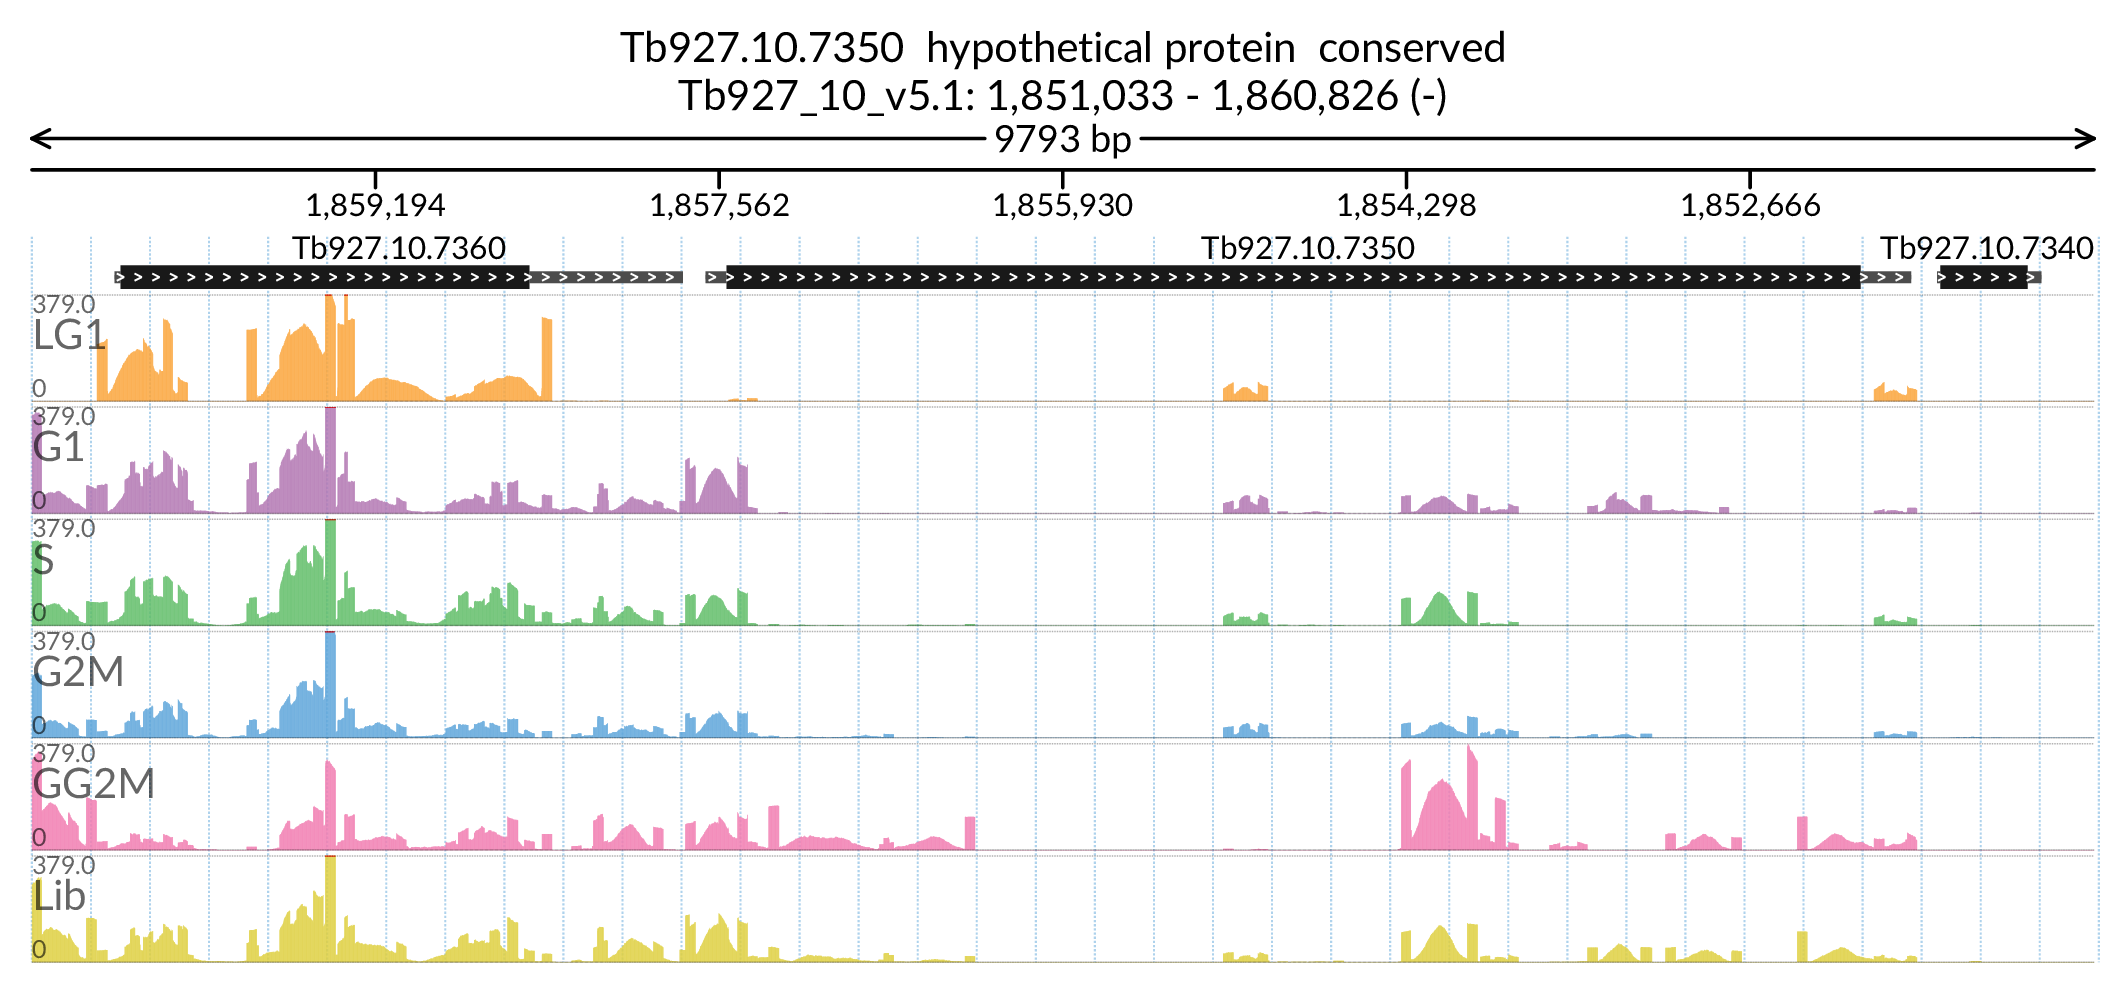 Tb927.10.7350 hypothetical protein conserved
Tb927_10_v5.1: 1,851,033 - 1,860,826 (-)
9793 bp
1,859,194 1,857,562 1,855,930 1,854,298 1,852,666
Tb927.10.7360 Tb927.10.7350 Tb927.10.7340
379.0
LG1
0
379.0
G1
0
379.0
S
0
379.0
G2M
0
379.0
GG2M
0
379.0
Lib
0